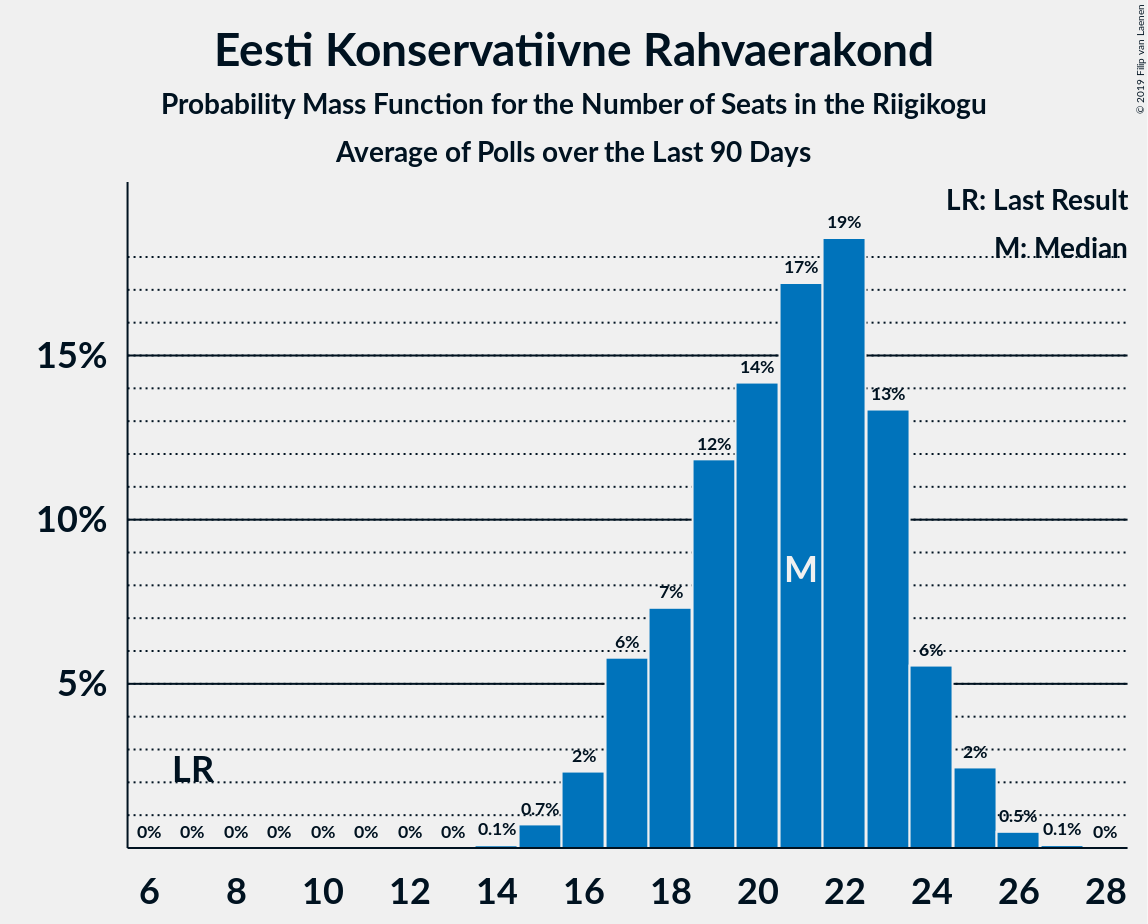 Eesti Konservatiivne Rahvaerakond
Probability Mass Function for the Number of Seats in the Riigikogu
Average of Polls over the Last 90 Days
© 2019 Filip van Laenen
LR: Last Result
M: Median
19%
17%
15%
14%
13%
12%
10%
M
7%
6%
6%
5%
LR
2%
2%
0% 0% 0% 0% 0% 0% 0% 0% 0.1% 0.7% 0.5% 0.1% 0%
6 8 10 12 14 16 18 20 22 24 26 28